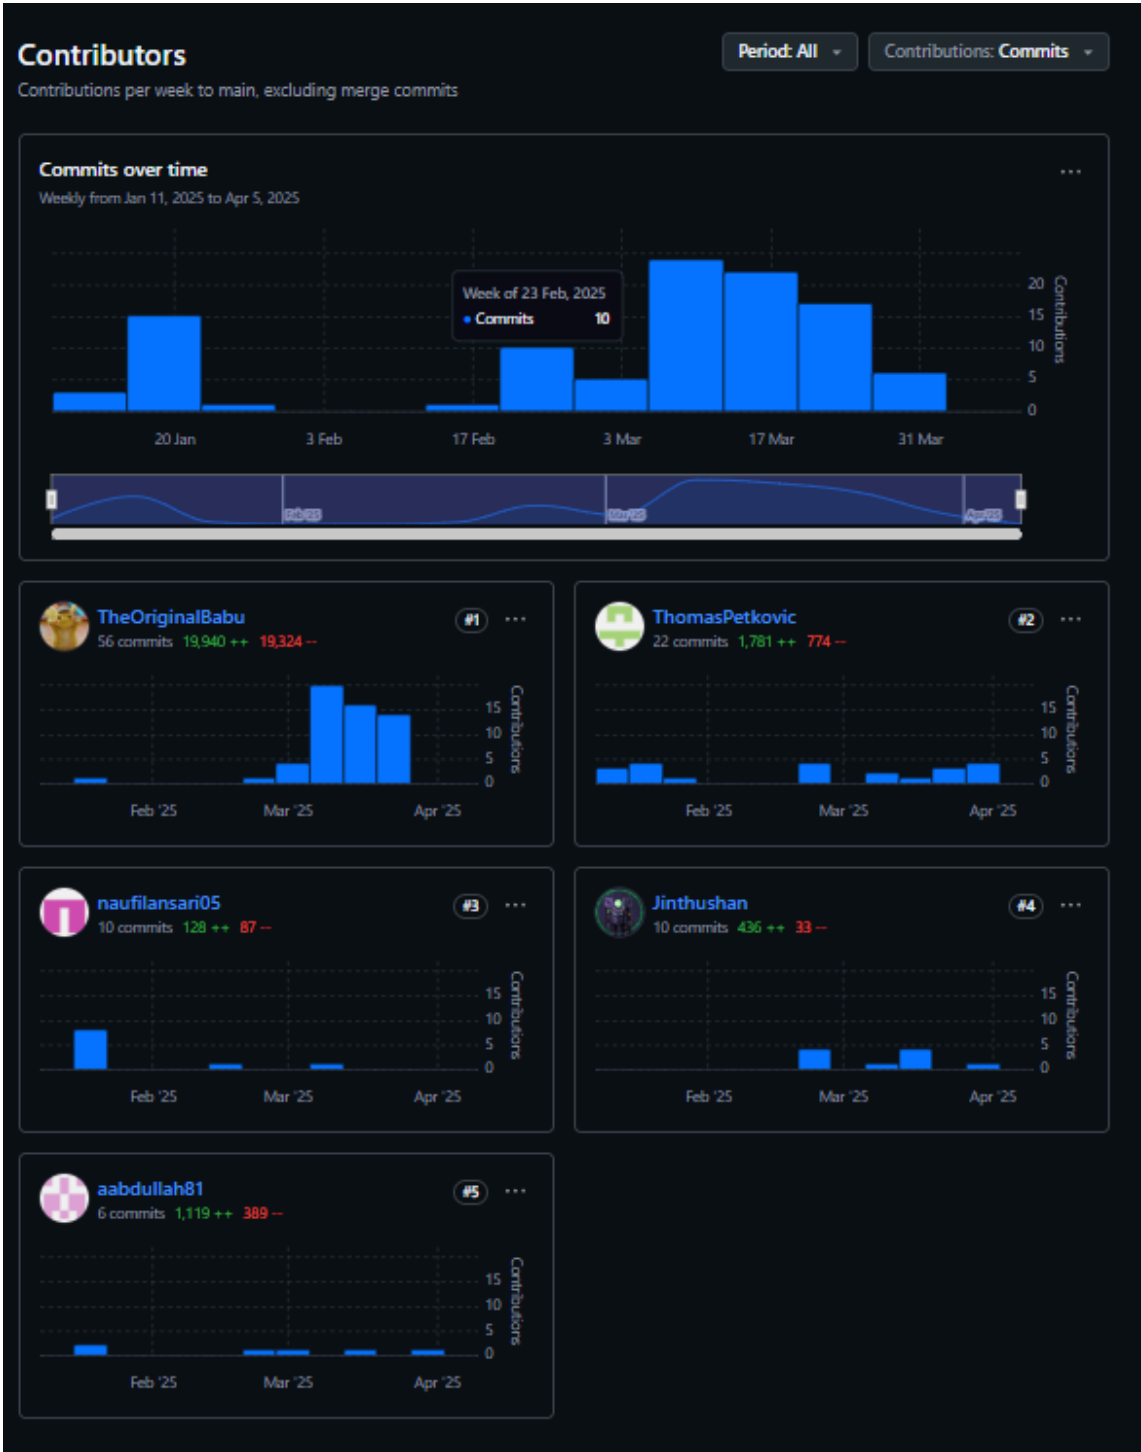 Contributors
Period: All
Contributions: Commits
Contributions per week to main, excluding merge commits
Commits over time
Weekly from Jan 11, 2025 to Apr 5, 2025
Week of 23 Feb, 2025
Commits 10
20
15
10
5
0
Contributions
20 Jan 3 Feb 17 Feb 3 Mar 17 Mar 31 Mar
Feb '25 Mar '25 Apr '25
TheOriginalBabu #1
56 commits 19,940 ++ 19,324 --
15
10
5
0
Contributions
Feb '25 Mar '25 Apr '25
ThomasPetkovic #2
22 commits 1,781 ++ 774 --
15
10
5
0
Contributions
Feb '25 Mar '25 Apr '25
naufilansari05 #3
10 commits 128 ++ 87 --
15
10
5
0
Contributions
Feb '25 Mar '25 Apr '25
Jinthushan #4
10 commits 436 ++ 33 --
15
10
5
0
Contributions
Feb '25 Mar '25 Apr '25
aabdullah81 #5
6 commits 1,119 ++ 389 --
15
10
5
0
Contributions
Feb '25 Mar '25 Apr '25